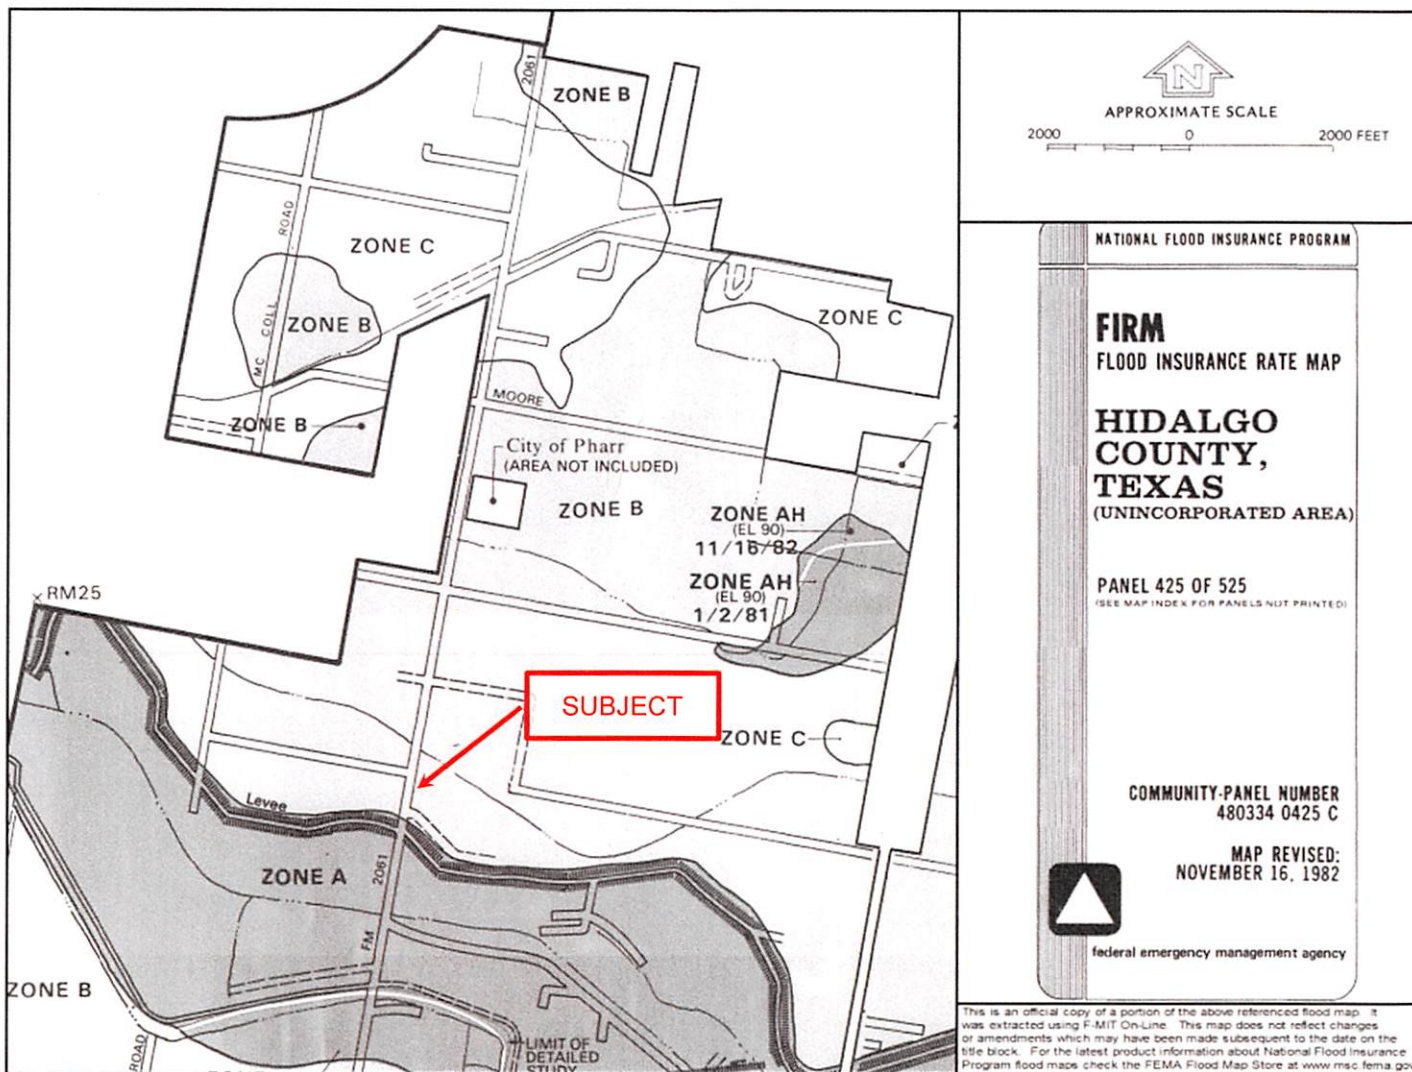 2061
ZONE B
ROAD
ZONE C
MC COLL
ZONE B
ZONE C
ZONE B
MOORE
City of Pharr
(AREA NOT INCLUDED)
ZONE B
ZONE AH
(EL 90)
11/16/82
ZONE AH
(EL 90)
1/2/81
RM25
SUBJECT
ZONE C
Levee
ZONE A
2061
FM
ZONE B
ROAD
LIMIT OF
DETAILED
STUDY
N
APPROXIMATE SCALE
2000 0 2000 FEET
NATIONAL FLOOD INSURANCE PROGRAM
FIRM
FLOOD INSURANCE RATE MAP
HIDALGO
COUNTY,
TEXAS
(UNINCORPORATED AREA)
PANEL 425 OF 525
(SEE MAP INDEX FOR PANELS NOT PRINTED)
COMMUNITY-PANEL NUMBER
480334 0425 C
MAP REVISED:
NOVEMBER 16, 1982
federal emergency management agency
This is an official copy of a portion of the above referenced flood map. It
was extracted using F-MIT On-Line. This map does not reflect changes
or amendments which may have been made subsequent to the date on the
title block. For the latest product information about National Flood Insurance
Program flood maps check the FEMA Flood Map Store at www.msc.fema.gov